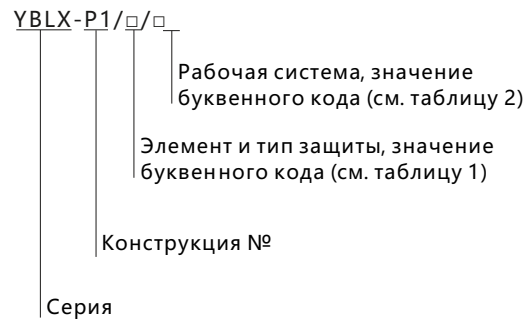 YBLX-P1/□/□
Рабочая система, значение
буквенного кода (см. таблицу 2)
Элемент и тип защиты, значение
буквенного кода (см. таблицу 1)
Конструкция №
Серия